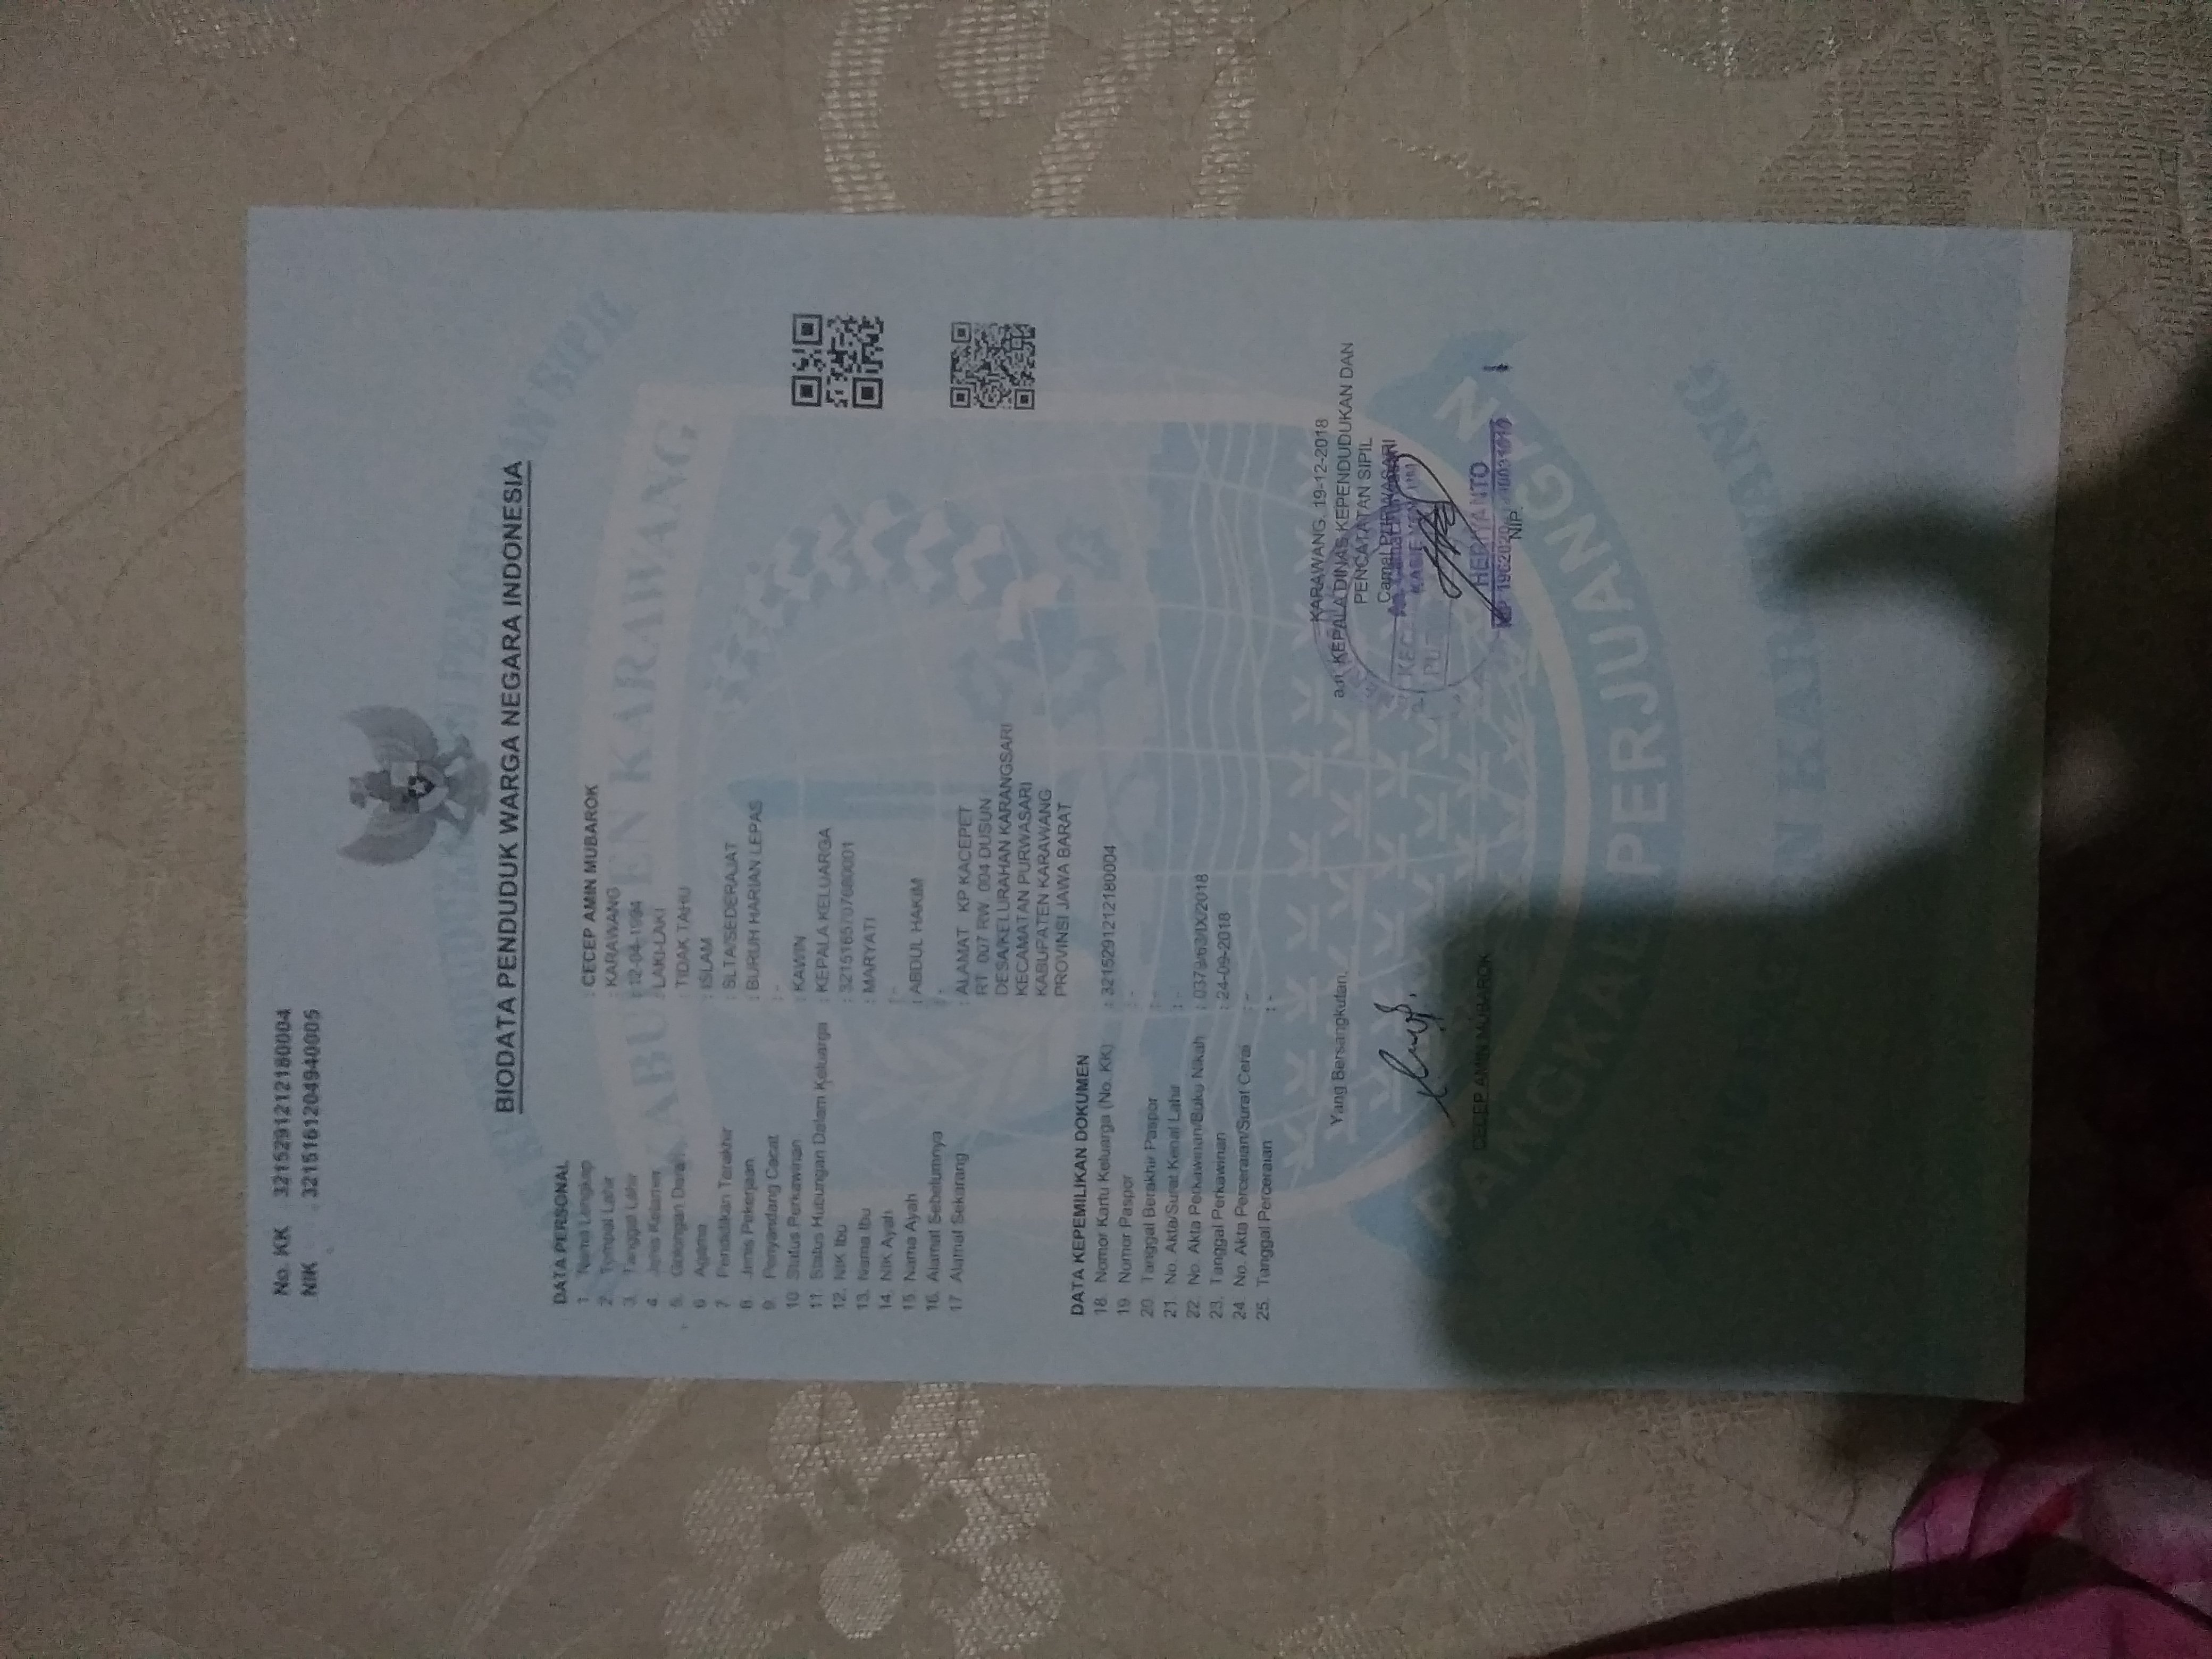 No. KK 3215291212180004
NIK 3215161204940005
BIODATA PENDUDUK WARGA NEGARA INDONESIA
DATA PERSONAL
1. Nama Lengkap : CECEP AMIN MUBAROK
2. Tempat Lahir : KARAWANG
3. Tanggal Lahir : 12-04-1994
4. Jenis Kelamin : LAKI-LAKI
5. Golongan Darah : TIDAK TAHU
6. Agama : ISLAM
7. Pendidikan Terakhir : SLTA/SEDERAJAT
8. Jenis Pekerjaan : BURUH HARIAN LEPAS
9. Penyandang Cacat : -
10. Status Perkawinan : KAWIN
11. Status Hubungan Dalam Keluarga : KEPALA KELUARGA
12. NIK Ibu
13. Nama Ibu : MARYATI
14. NIK Ayah : -
15. Nama Ayah : ABDUL HAKIM
16. Alamat Sebelumnya : -
17. Alamat Sekarang : ALAMAT KP KACEPET
RT 007 RW. 004 DUSUN
DESA/KELURAHAN KARANGSARI
KECAMATAN PURWASARI
KABUPATEN KARAWANG
PROVINSI JAWA BARAT
DATA KEPEMILIKAN DOKUMEN
18. Nomor Kartu Keluarga (No. KK) : 3215291212180004
19. Nomor Paspor : -
20. Tanggal Berakhir Paspor : -
21. No. Akta/Surat Kenal Lahir : -
22. No. Akta Perkawinan/Buku Nikah : 0379/63/IX/2018
23. Tanggal Perkawinan : 24-09-2018
24. No. Akta Perceraian/Surat Cerai : -
25. Tanggal Perceraian : -
KARAWANG, 19-12-2018
Yang Bersangkutan, a.n. KEPALA DINAS KEPENDUDUKAN DAN
PENCATATAN SIPIL
Camat PURWASARI
HERIYANTO
CECEP AMIN MUBAROK NIP.
KABUPATEN KARAWANG
PANGKAL PERJUANGAN